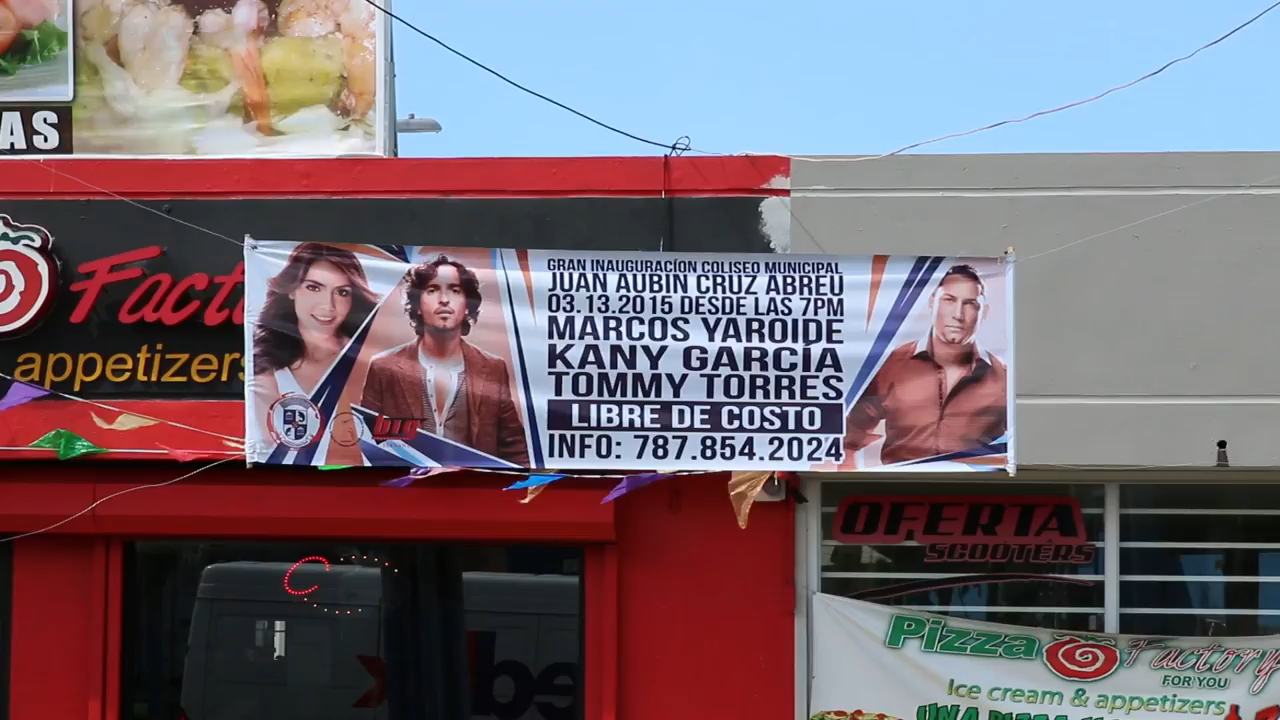 AS
Fact
appetizers
GRAN INAUGURACÍON COLISEO MUNICIPAL
JUAN AUBIN CRUZ ABREU
03.13.2015 DESDE LAS 7PM
MARCOS YAROIDE
KANY GARCÍA
TOMMY TORRES
LIBRE DE COSTO
INFO: 787.854.2024
OFERTA
SCOOTERS
Pizza Factory
FOR YOU
Ice cream & appetizers
UNA PIZZA